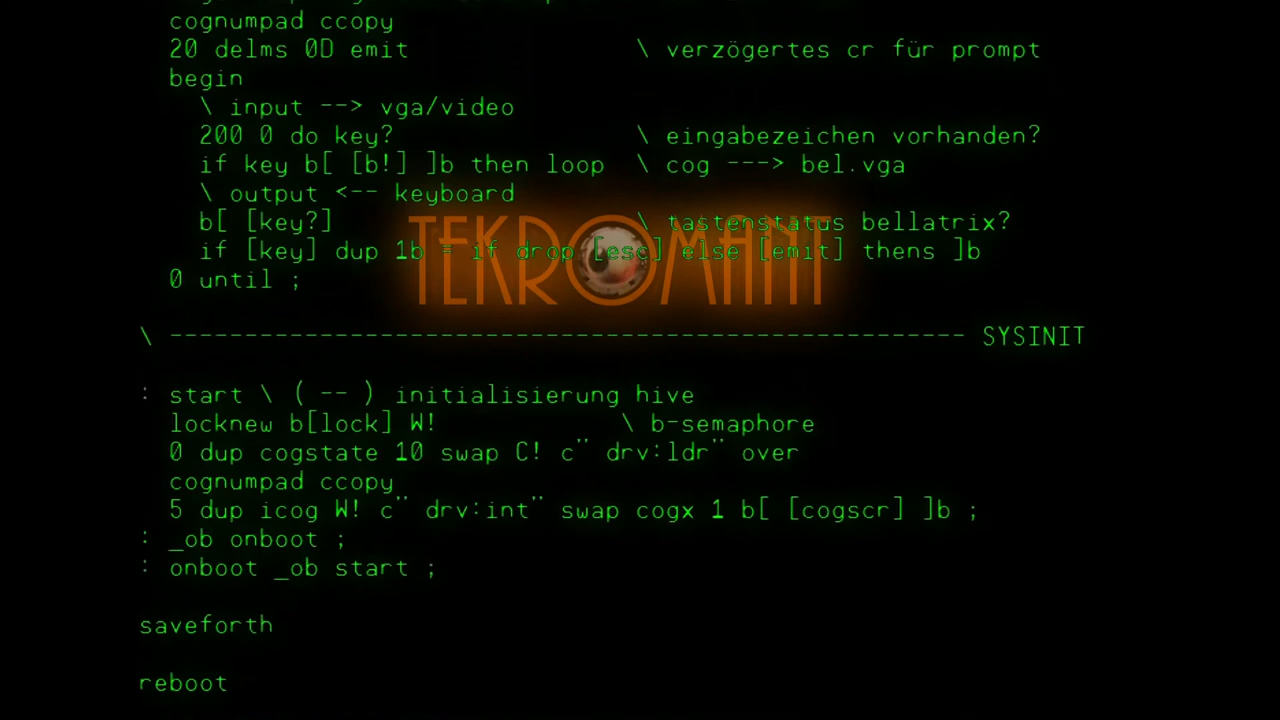 cognumpad ccopy
20 delms 0D emit \ verzögertes cr für prompt
begin
\ input --> vga/video
200 0 do key? \ eingabezeichen vorhanden?
if key b[ [b!] ]b then loop \ cog ---> bel.vga
\ output <-- keyboard
b[ [key?] \ tastenstatus bellatrix?
if [key] dup 1b = if drop [esc] else [emit] thens ]b
TEKROMANT
0 until ;
\ ----------------------------------------------------- SYSINIT
: start \ ( -- ) initialisierung hive
locknew b[lock] W! \ b-semaphore
0 dup cogstate 10 swap C! c" drv:ldr" over
cognumpad ccopy
5 dup icog W! c" drv:int" swap cogx 1 b[ [cogscr] ]b ;
: _ob onboot ;
: onboot _ob start ;
saveforth
reboot